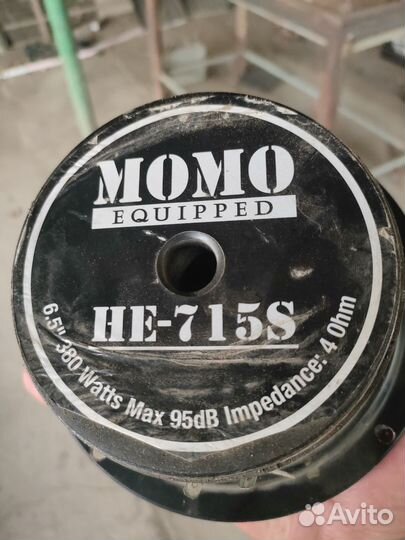 MOMO
EQUIPPED
HE-715S
6.5" 380 Watts Max 95dB Impedance: 4 Ohm
Avito